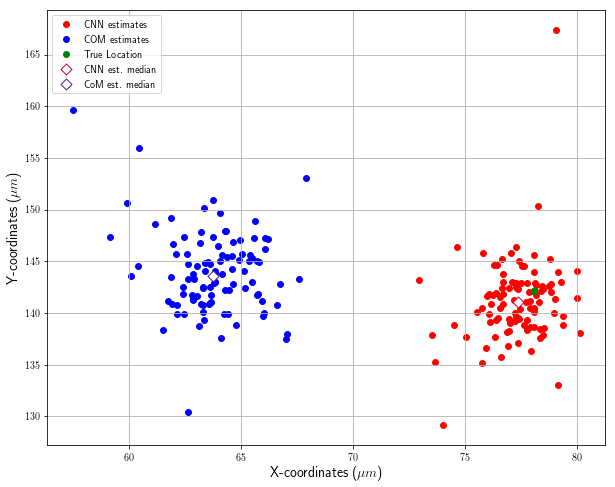 CNN estimates
COM estimates
True Location
CNN est. median
CoM est. median
165
160
155
150
145
140
135
130
Y-coordinates (μm)
60
65
70
75
80
X-coordinates (μm)